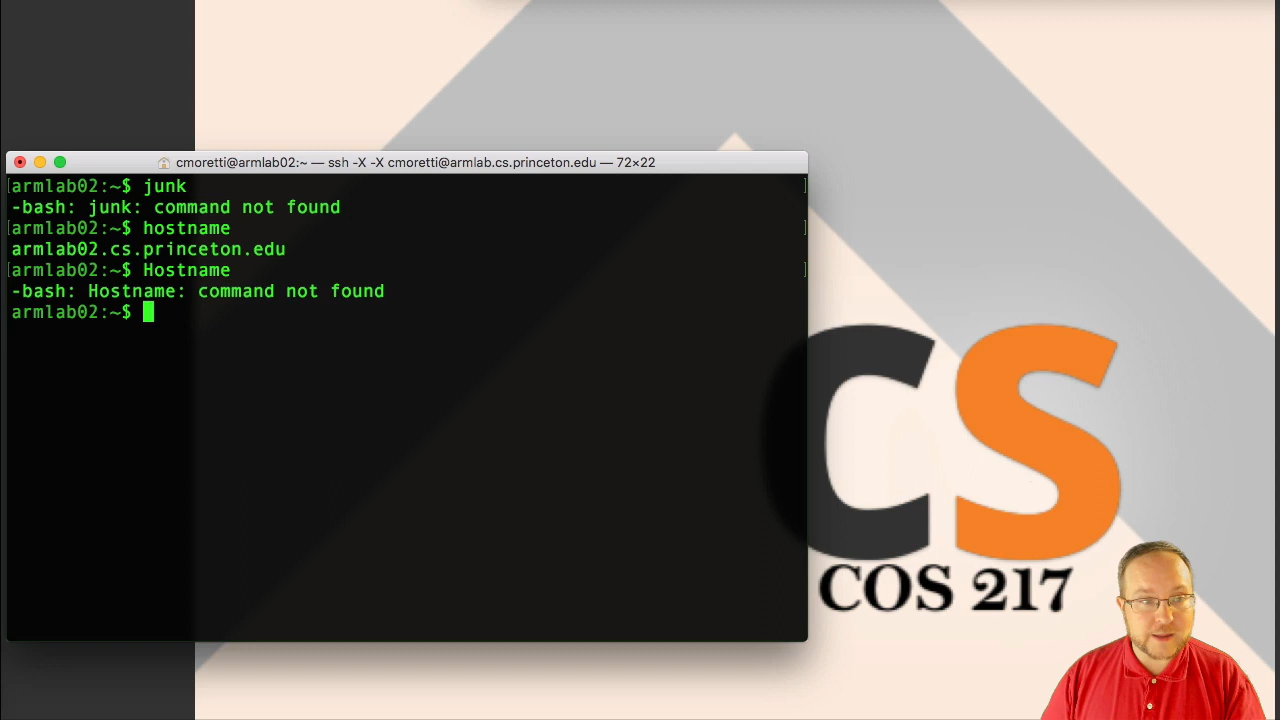 cmoretti@armlab02:~ — ssh -X -X cmoretti@armlab.cs.princeton.edu — 72×22
[armlab02:~$ junk ]
-bash: junk: command not found
[armlab02:~$ hostname ]
armlab02.cs.princeton.edu
[armlab02:~$ Hostname ]
-bash: Hostname: command not found
armlab02:~$
CS
COS 217